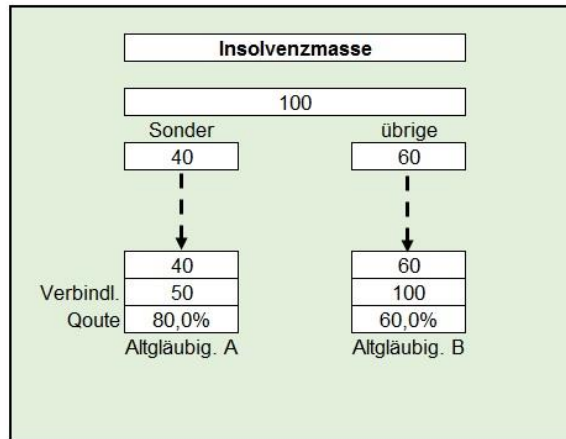 Insolvenzmasse
100
Sonder übrige
40 60
40 60
Verbindl. 50 100
Qoute 80,0% 60,0%
Altgläubig. A Altgläubig. B